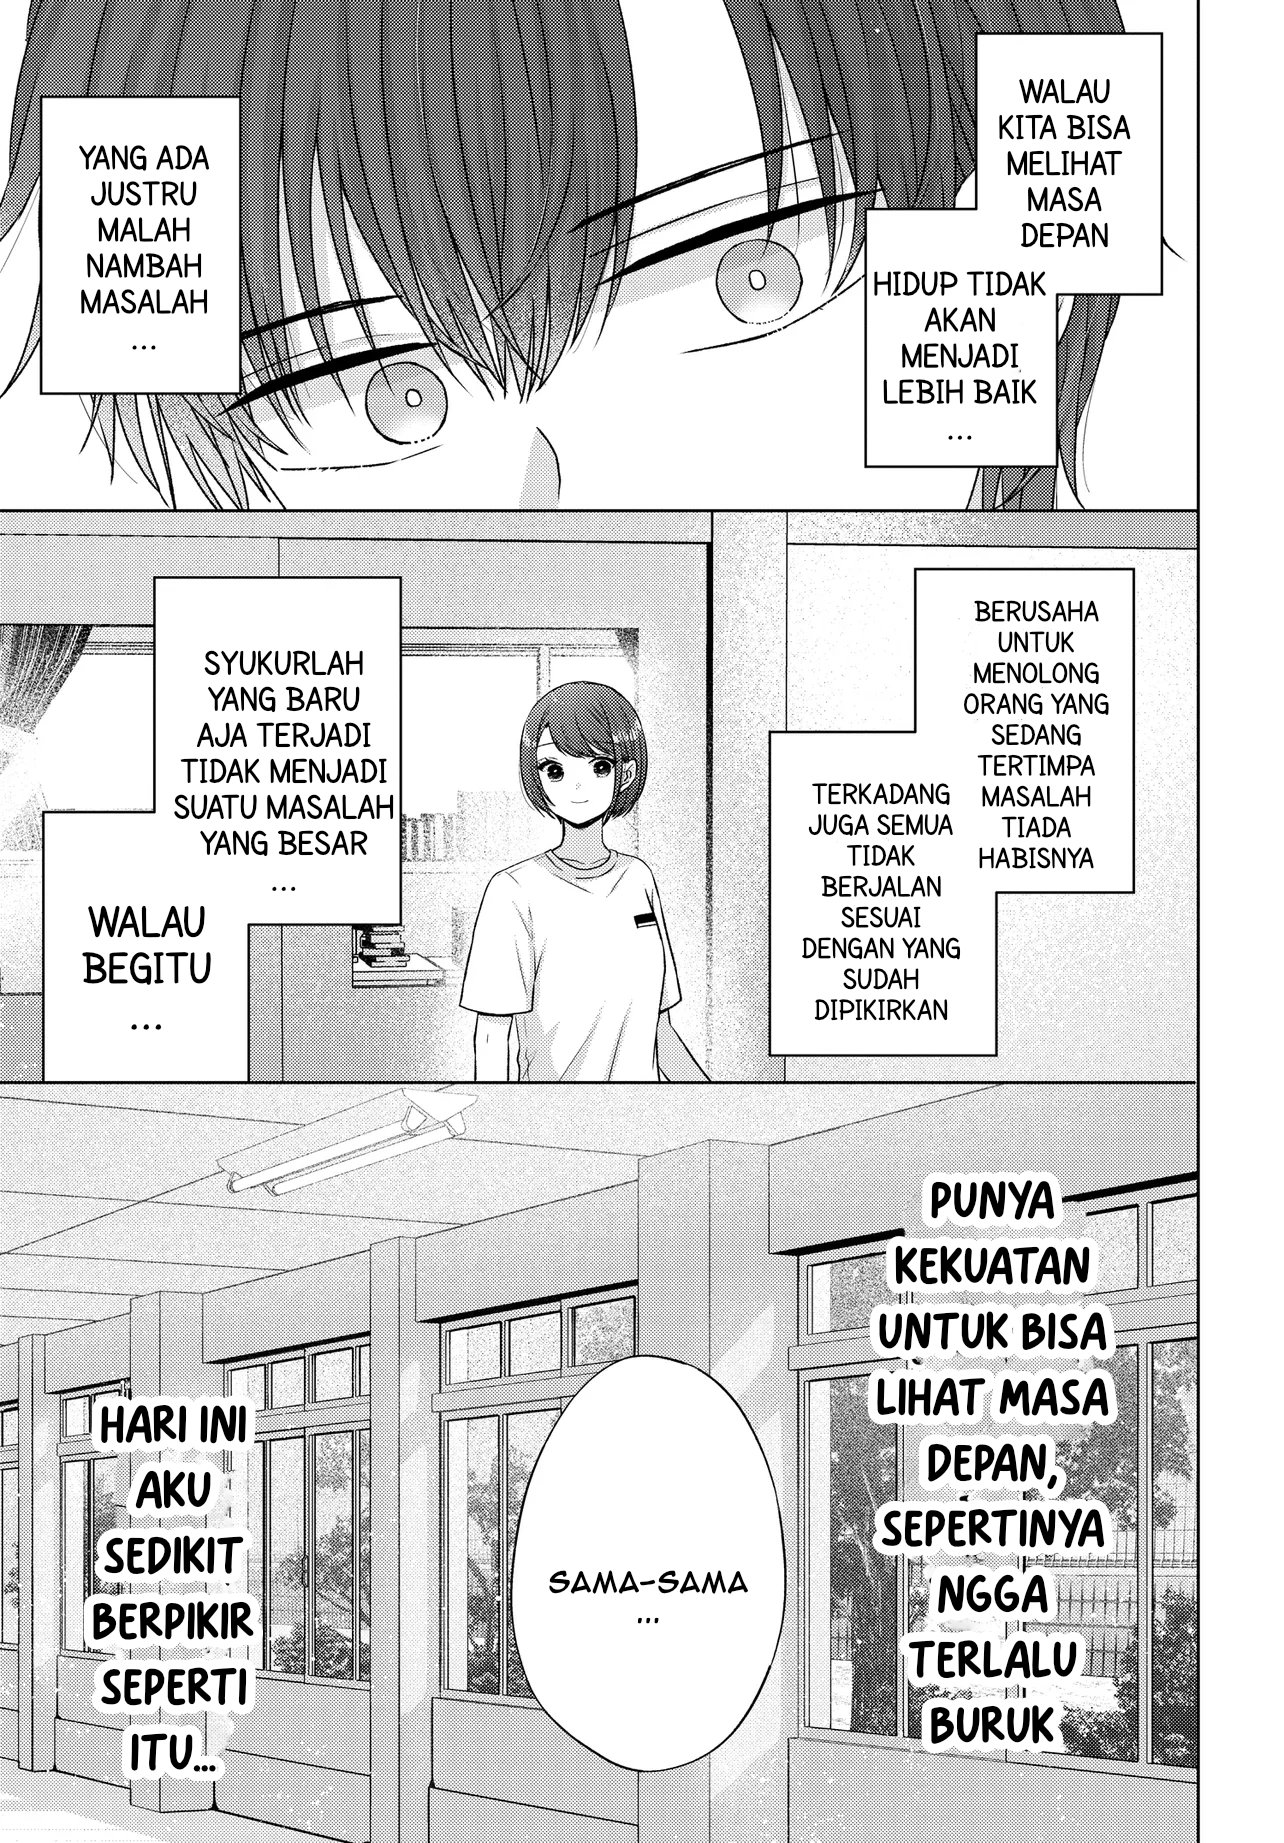 WALAU
KITA BISA
MELIHAT
MASA
DEPAN
HIDUP TIDAK
AKAN
MENJADI
LEBIH BAIK
...
YANG ADA
JUSTRU
MALAH
NAMBAH
MASALAH
...
BERUSAHA
UNTUK
MENOLONG
ORANG YANG
SEDANG
TERTIMPA
MASALAH
TIADA
HABISNYA
TERKADANG
JUGA SEMUA
TIDAK
BERJALAN
SESUAI
DENGAN YANG
SUDAH
DIPIKIRKAN
SYUKURLAH
YANG BARU
AJA TERJADI
TIDAK MENJADI
SUATU MASALAH
YANG BESAR
...
WALAU
BEGITU
...
PUNYA
KEKUATAN
UNTUK BISA
LIHAT MASA
DEPAN,
SEPERTINYA
NGGA
TERLALU
BURUK
SAMA-SAMA
...
HARI INI
AKU
SEDIKIT
BERPIKIR
SEPERTI
ITU...